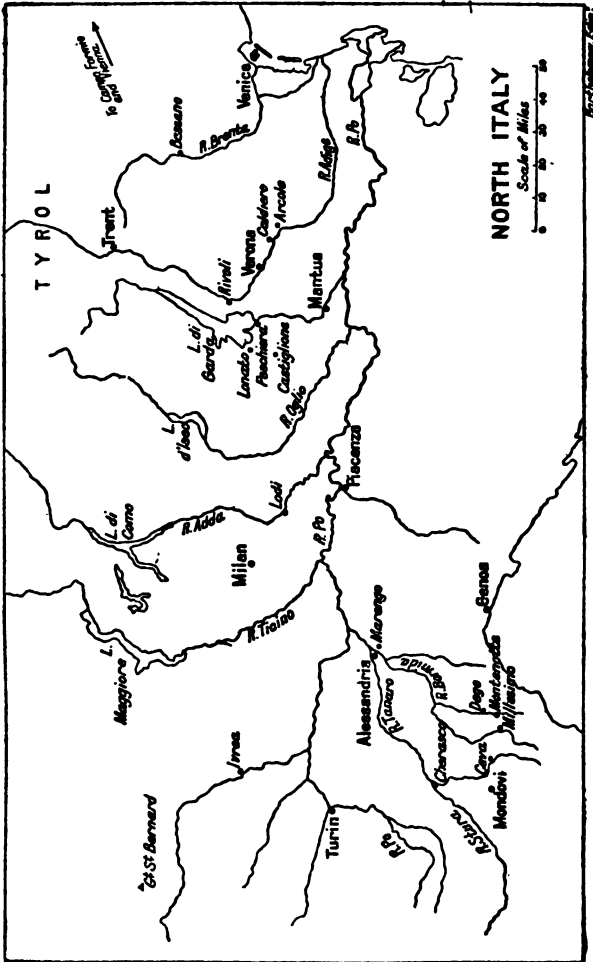 To Campo Formio
and Vienna
TYROL
Trent
Bassano
R. Brenta
Venice
L. di
Garda
Rivoli
Verona
Caldiero
Arcole
R. Adige
Lonato
Peschiera
Castiglione
Mantua
R. Po
L.
d'Iseo
R. Oglio
L. di
Como
R. Adda
Lodi
Milan
Piacenza
R. Po
L.
Maggiore
R. Ticino
Gt. St Bernard
Ivrea
Turin
R. Po
Alessandria
Marengo
R. Tanaro
R. Bormida
Cherasco
R. Stura
Ceva
Mondovi
Dego
Montenotte
Millesimo
Genoa
NORTH ITALY
Scale of Miles
0 10 20 30 40 50